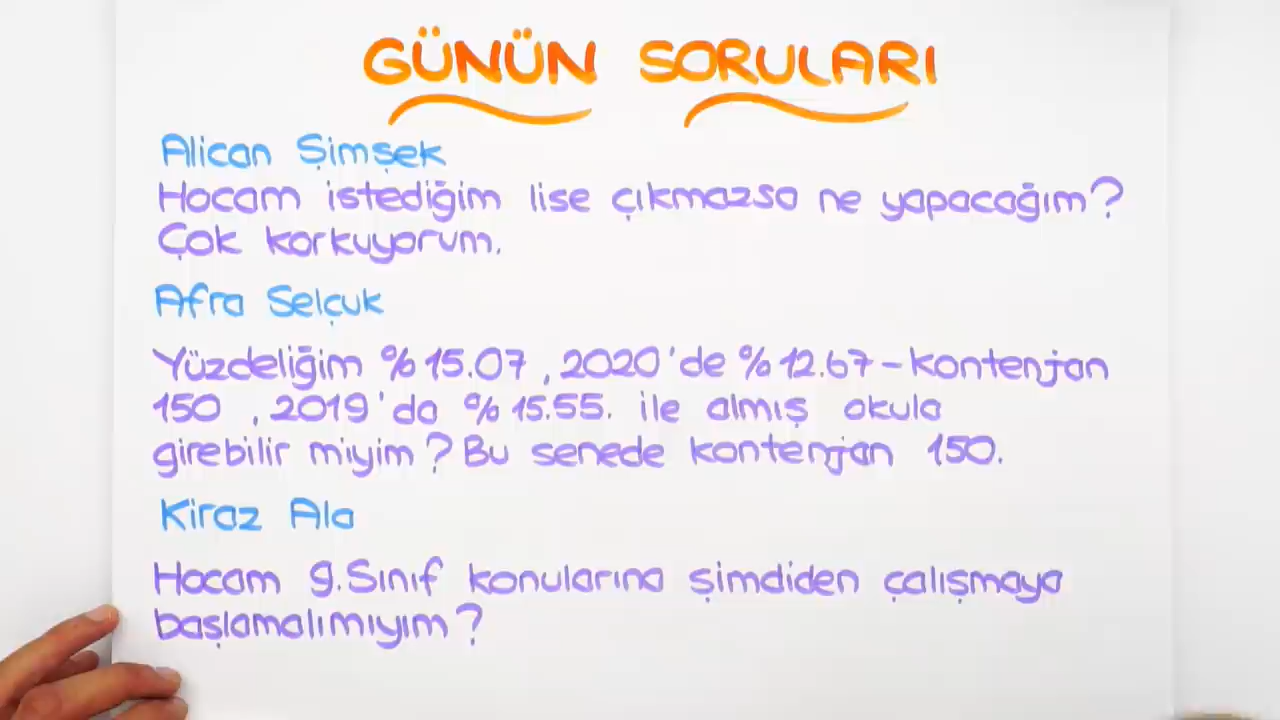 GÜNÜN SORULARI
Alican Şimşek
Hocam istediğim lise çıkmazsa ne yapacağım?
Çok korkuyorum.
Afra Selçuk
Yüzdeliğim %15.07, 2020'de %12.67-kontenjan
150, 2019'da %15.55. ile almış okula
girebilir miyim? Bu senede kontenjan 150.
Kiraz Ala
Hocam 9.Sınıf konularına şimdiden çalışmaya
başlamalımıyım?